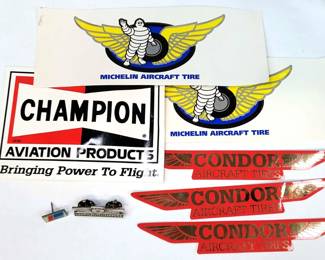 MICHELIN AIRCRAFT TIRE
CHAMPION
AVIATION PRODUCTS
Bringing Power To Flight.
MICHELIN AIRCRAFT TIRE
CONDOR
AIRCRAFT TIRES
CONDOR
AIRCRAFT TIRES
CONDOR
AIRCRAFT TIRES